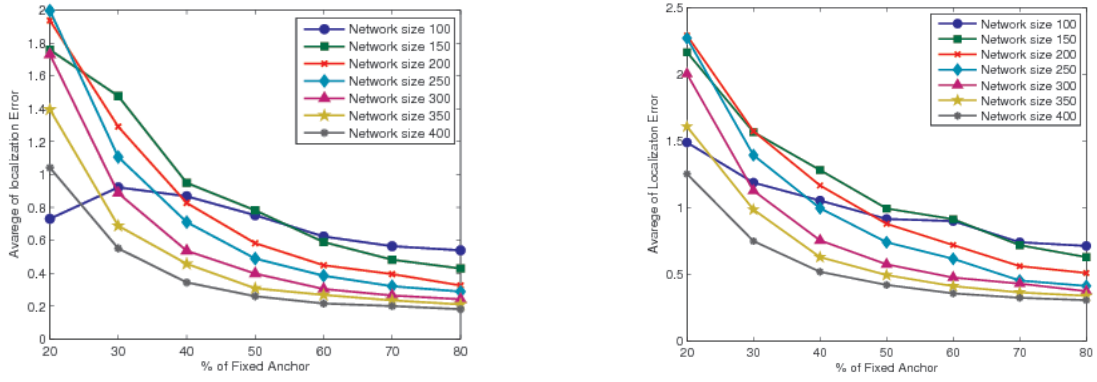 2
1.8
1.6
1.4
1.2
1
0.8
0.6
0.4
0.2
0
20 30 40 50 60 70 80
% of Fixed Anchor
Avarege of localization Error
Network size 100
Network size 150
Network size 200
Network size 250
Network size 300
Network size 350
Network size 400
2.5
2
1.5
1
0.5
0
20 30 40 50 60 70 80
% of Fixed Anchor
Avarege of Localizaton Error
Network size 100
Network size 150
Network size 200
Network size 250
Network size 300
Network size 350
Network size 400